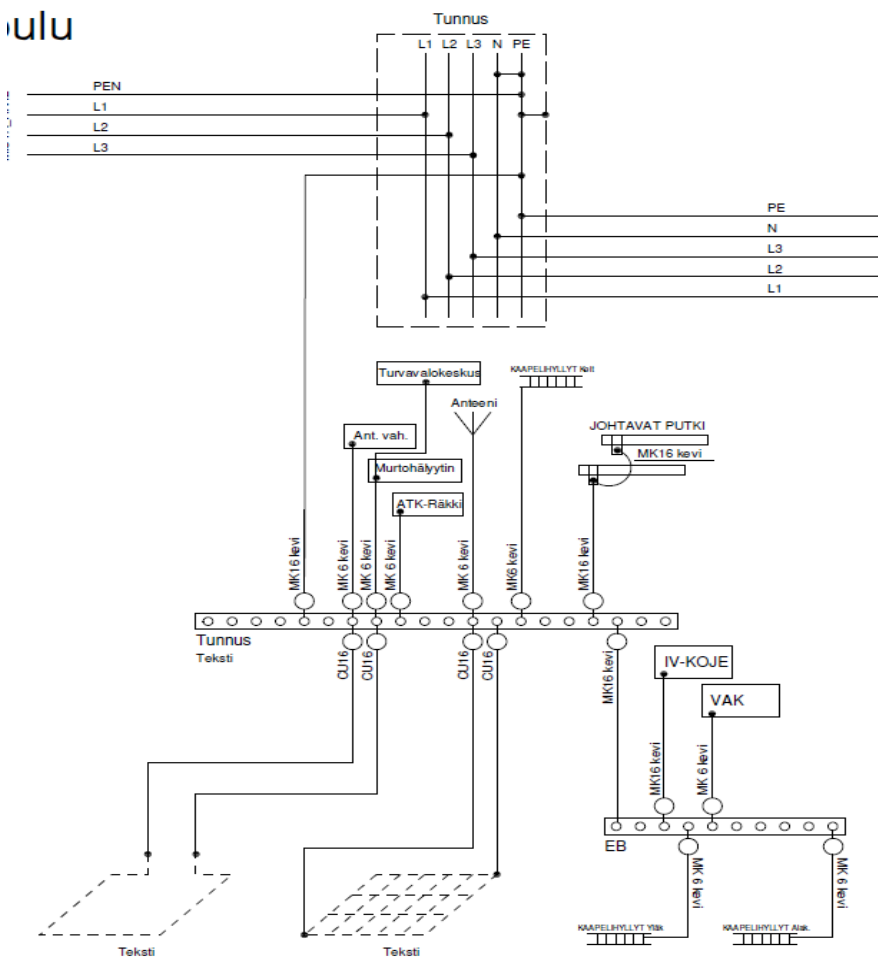 oulu
Tunnus
L1 L2 L3 N PE
PEN
L1
L2
L3
PE
N
L3
L2
L1
Turvavalokeskus
KAAPELIHYLLYT Kelt
Anteeni
JOHTAVAT PUTKI
Ant. vah.
MK16 kevi
Murtohälyytin
ATK-Räkki
MK16 kevi
MK 6 kevi
MK 6 kevi
MK 6 kevi
MK 6 kevi
MK6 kevi
MK16 kevi
Tunnus
Teksti
CU16
CU16
CU16
CU16
MK16 kevi
IV-KOJE
VAK
MK16 kevi
MK 6 kevi
EB
MK 6 kevi
MK 6 kevi
KAAPELIHYLLYT Yläk
KAAPELIHYLLYT Alak.
Teksti
Teksti